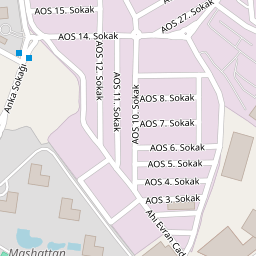 AOS 15. Sokak
AOS 27. Sokak
AOS 14. Sokak
AOS 12. Sokak
AOS 11. Sokak
AOS 10. Sokak
AOS 8. Sokak
AOS 7. Sokak
AOS 6. Sokak
AOS 5. Sokak
AOS 4. Sokak
AOS 3. Sokak
Anka Sokağı
Ahi Evran Cad
Mashattan